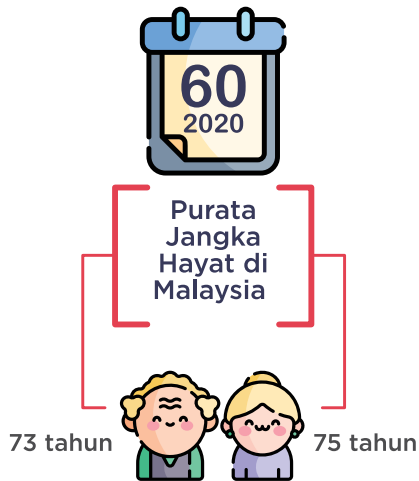 60
2020
Purata
Jangka
Hayat di
Malaysia
73 tahun
75 tahun